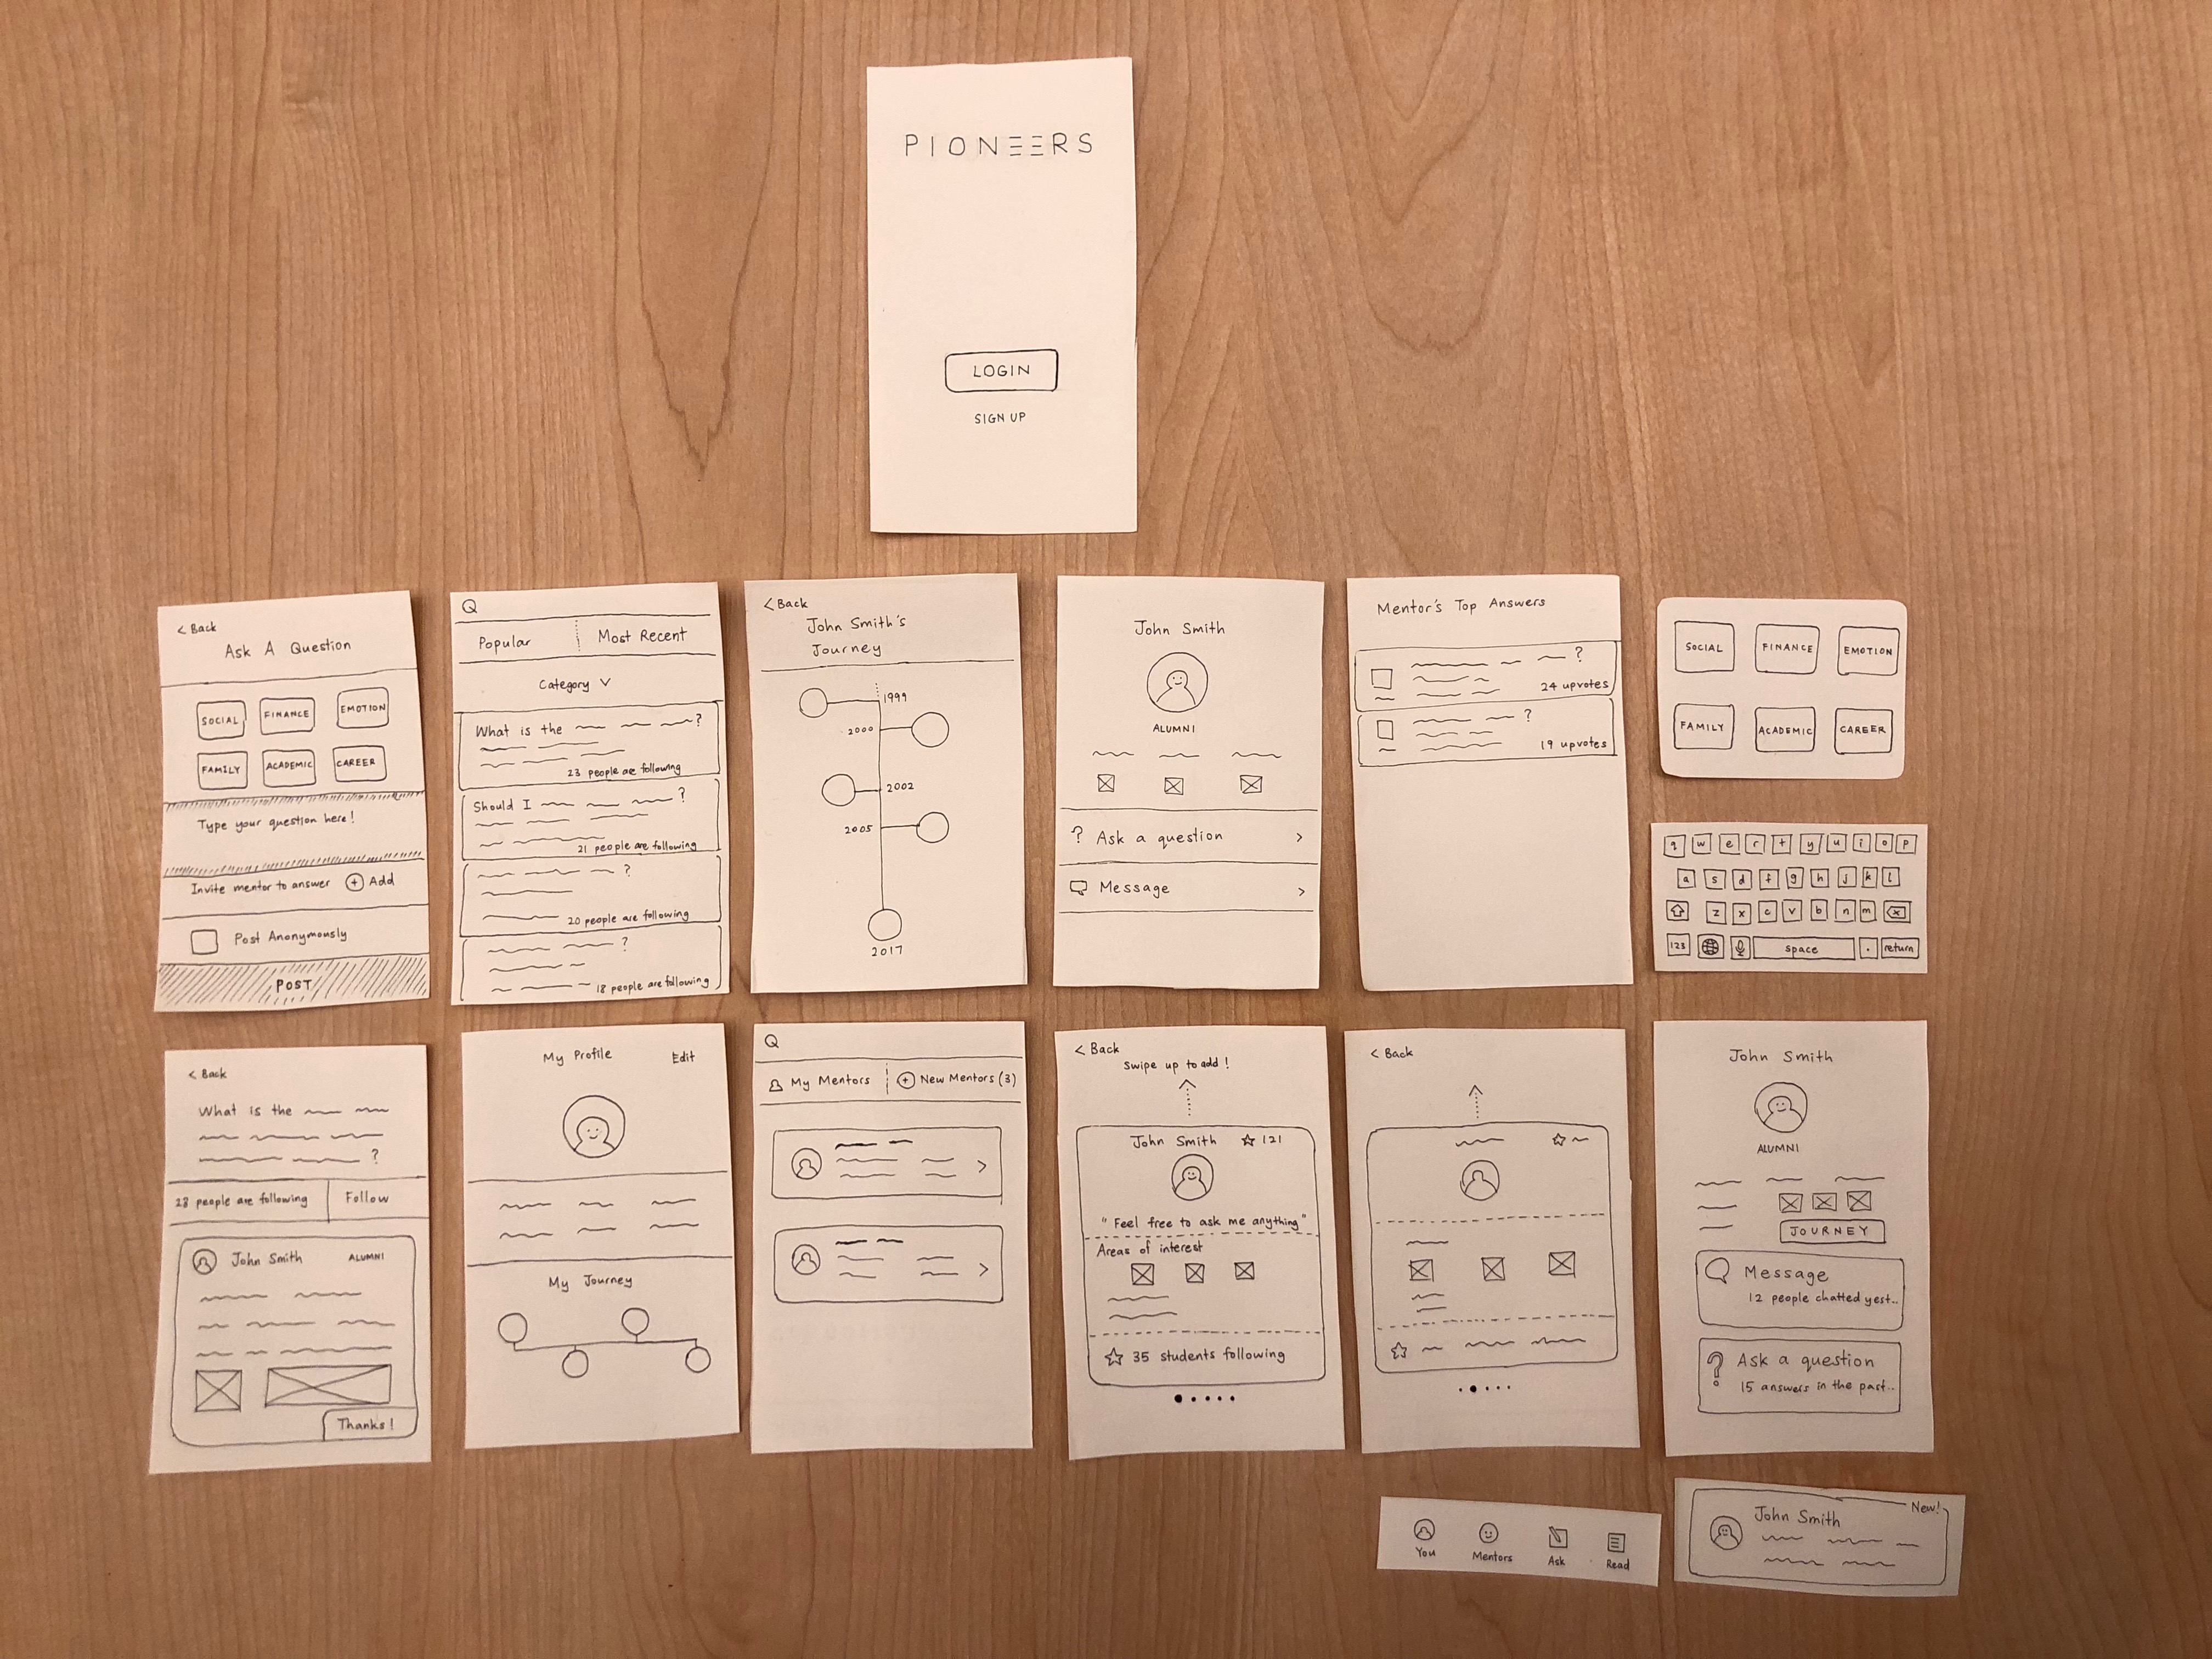 PIONEERS
LOGIN
SIGN UP
< Back
Ask A Question
SOCIAL FINANCE EMOTION
FAMILY ACADEMIC CAREER
Type your question here!
Invite mentor to answer + Add
Post Anonymously
POST
Popular Most Recent
Category
What is the ?
23 people are following
Should I ?
21 people are following
?
20 people are following
?
18 people are following
< Back
John Smith's
Journey
1999
2000
2002
2005
2017
John Smith
ALUMNI
? Ask a question >
Message >
Mentor's Top Answers
?
24 upvotes
?
19 upvotes
SOCIAL FINANCE EMOTION
FAMILY ACADEMIC CAREER
q w e r t y u i o p
a s d f g h j k l
z x c v b n m
123 space . return
< Back
What is the
?
23 people are following Follow
John Smith ALUMNI
Thanks!
My Profile Edit
My Journey
My Mentors + New Mentors (3)
>
>
< Back
Swipe up to add!
John Smith 121
"Feel free to ask me anything"
Areas of interest
35 students following
< Back
John Smith
ALUMNI
JOURNEY
Message
12 people chatted yest..
? Ask a question
15 answers in the past..
You Mentors Ask Read
New!
John Smith